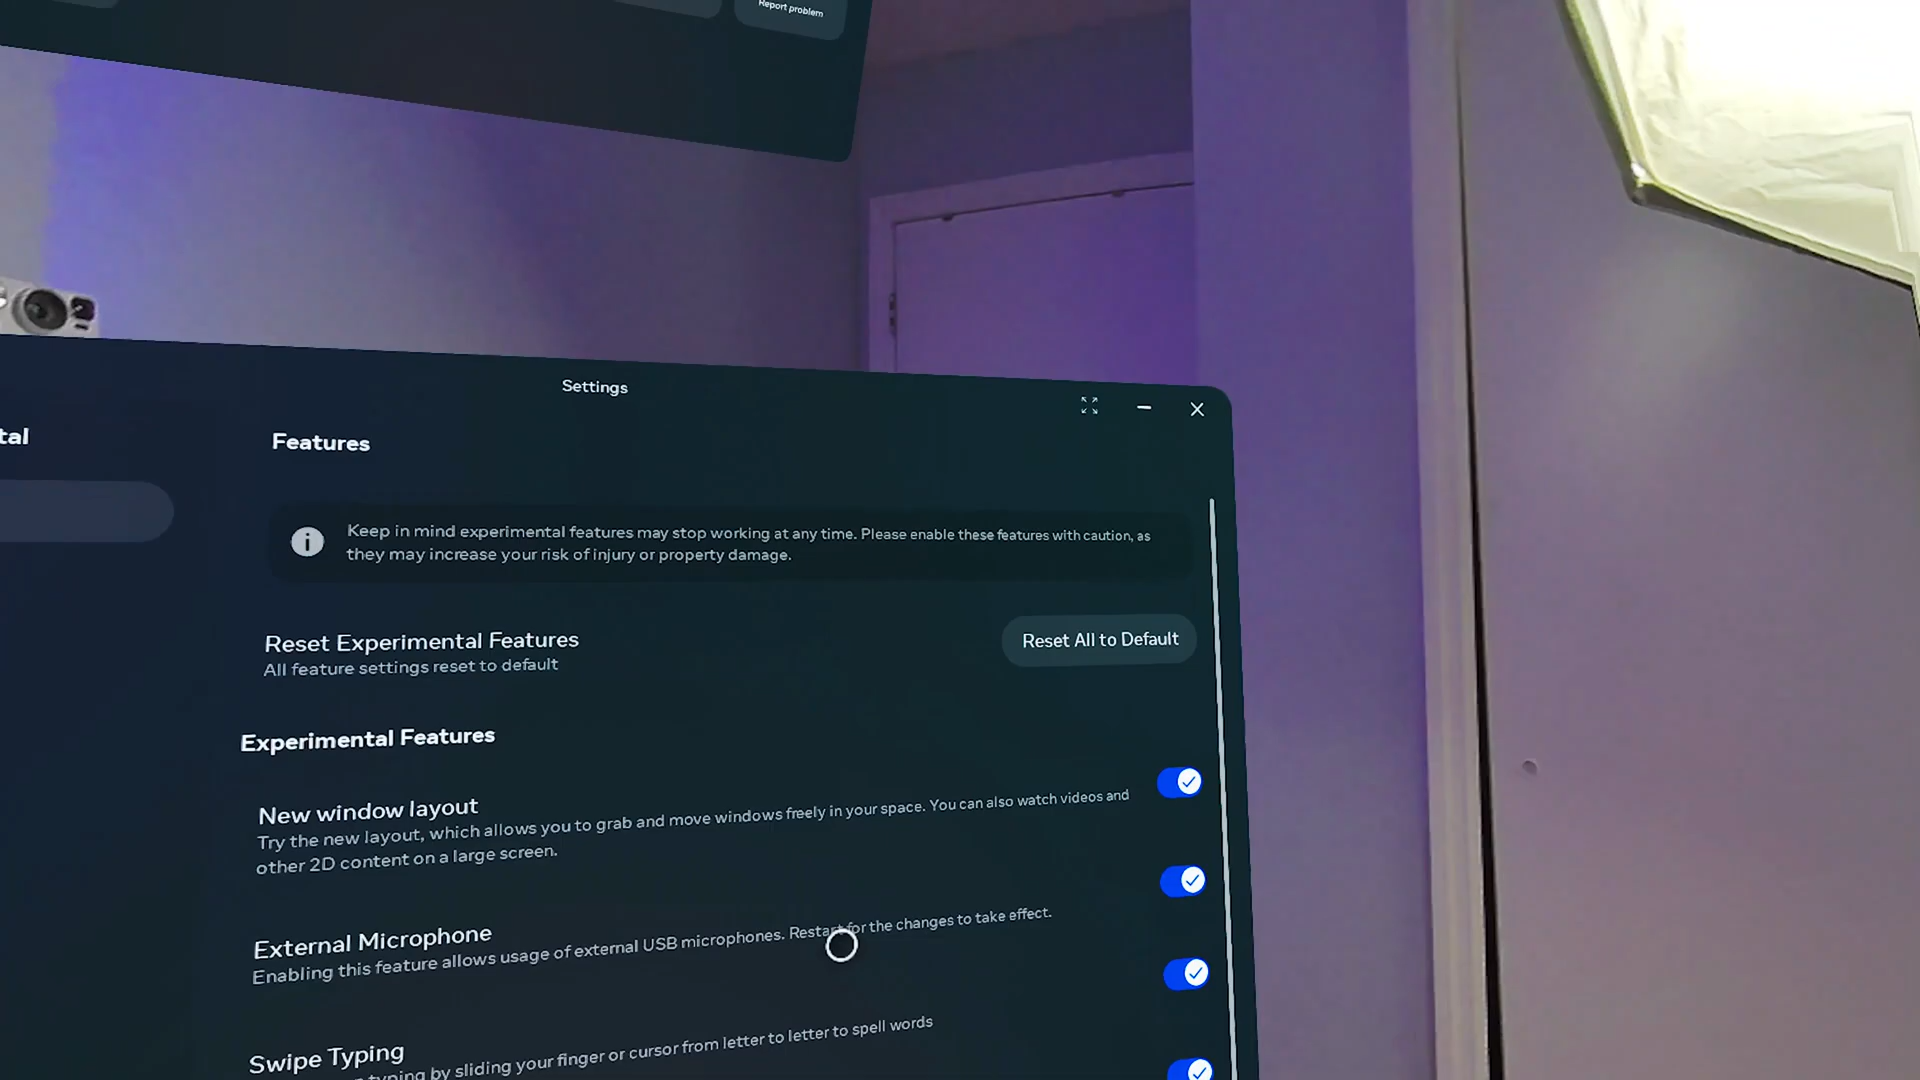 Report problem
Settings
tal
Features
Keep in mind experimental features may stop working at any time. Please enable these features with caution, as
they may increase your risk of injury or property damage.
Reset Experimental Features
All feature settings reset to default
Reset All to Default
Experimental Features
New window layout
Try the new layout, which allows you to grab and move windows freely in your space. You can also watch videos and
other 2D content on a large screen.
External Microphone
Enabling this feature allows usage of external USB microphones. Restart for the changes to take effect.
Swipe Typing
typing by sliding your finger or cursor from letter to letter to spell words